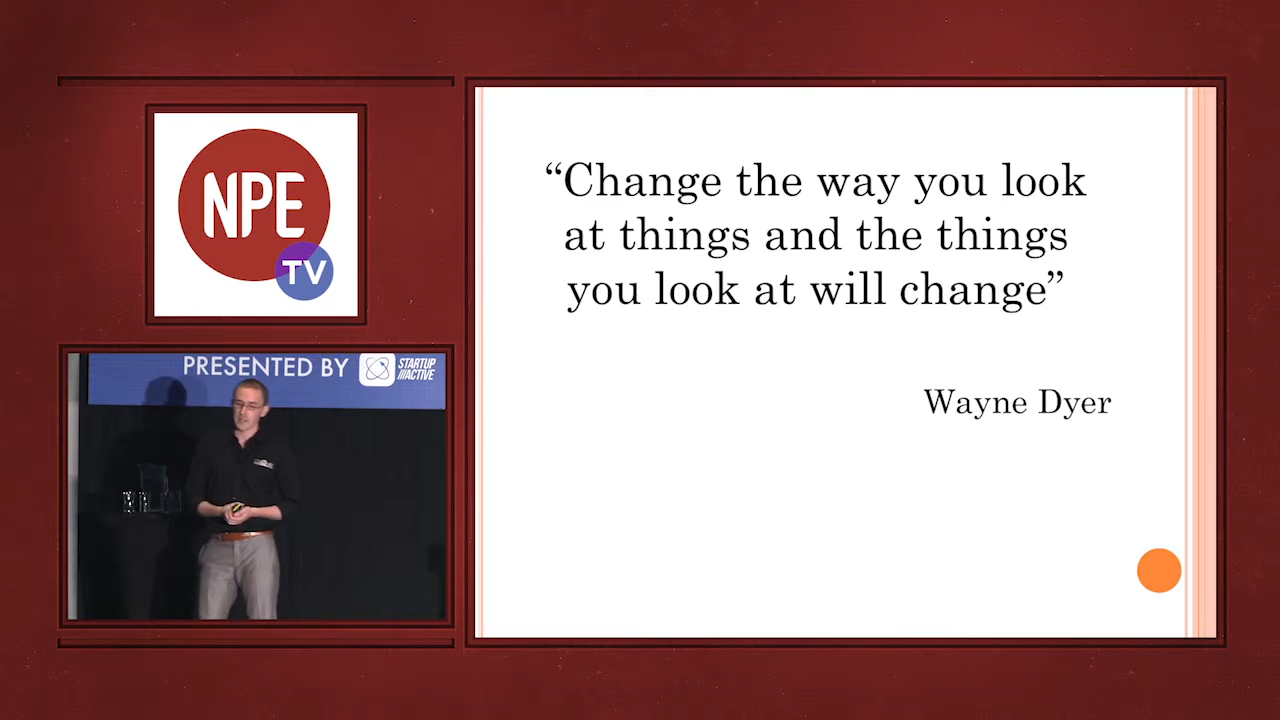 NPE
TV
PRESENTED BY
STARTUP
ACTIVE
“Change the way you look
at things and the things
you look at will change”
Wayne Dyer